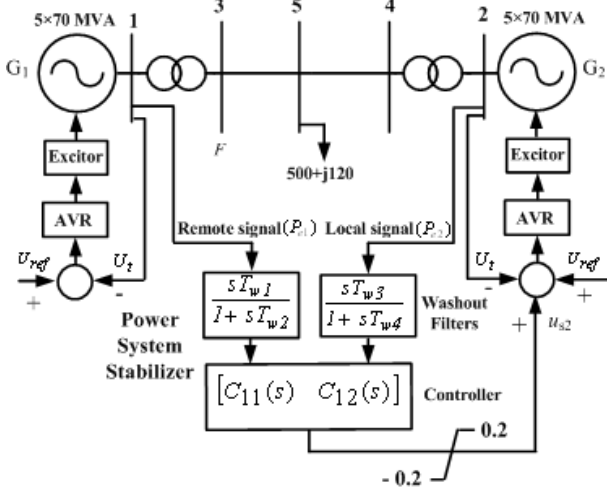 5×70 MVA
1
3
5
4
2
5×70 MVA
G1
G2
F
500+j120
Excitor
Excitor
AVR
AVR
Remote signal(Pe1)
Local signal(Pe2)
Uref
+
Ut
-
sTw1
1+ sTw2
sTw3
1+ sTw4
Washout
Filters
Ut
-
Uref
+
+
us2
Power
System
Stabilizer
[C11(s) C12(s)]
Controller
0.2
- 0.2